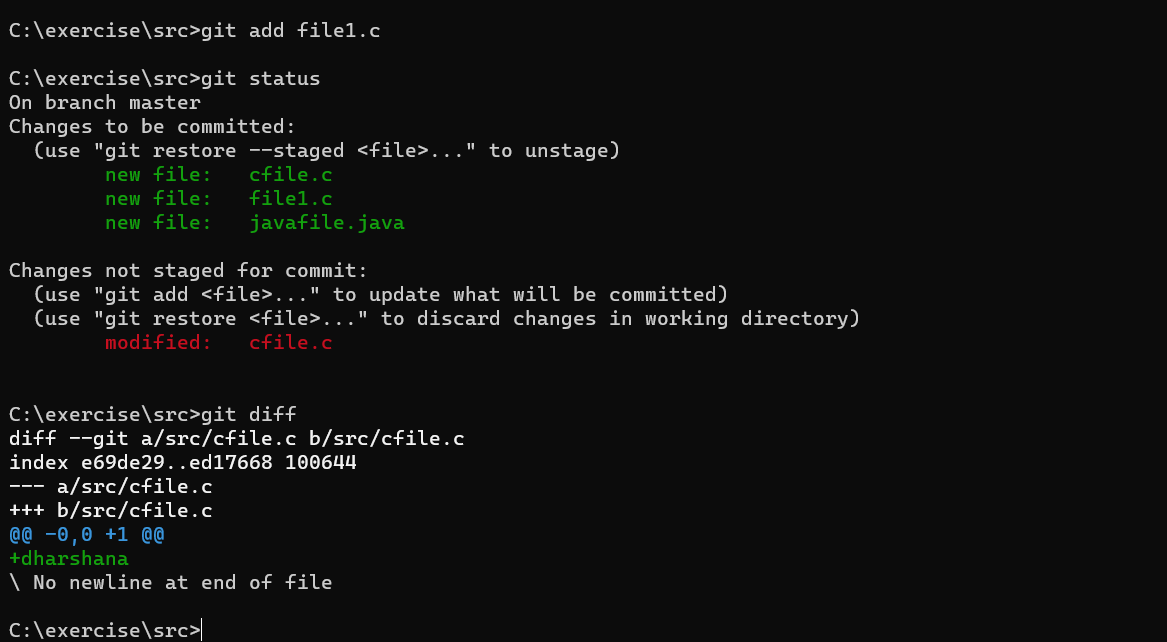 C:\exercise\src>git add file1.c
C:\exercise\src>git status
On branch master
Changes to be committed:
  (use "git restore --staged <file>..." to unstage)
        new file:   cfile.c
        new file:   file1.c
        new file:   javafile.java
Changes not staged for commit:
  (use "git add <file>..." to update what will be committed)
  (use "git restore <file>..." to discard changes in working directory)
        modified:   cfile.c
C:\exercise\src>git diff
diff --git a/src/cfile.c b/src/cfile.c
index e69de29..ed17668 100644
--- a/src/cfile.c
+++ b/src/cfile.c
@@ -0,0 +1 @@
+dharshana
\ No newline at end of file
C:\exercise\src>